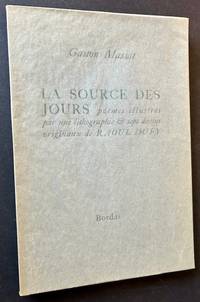 Gaston Massat
LA SOURCE DES
JOURS poèmes illustrés
par une lithographie & sept dessins
originaux de RAOUL DUFY
Bordas